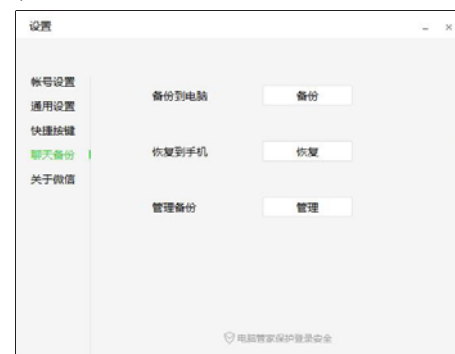 设置
帐号设置
通用设置
快捷按键
聊天备份
关于微信
备份到电脑 备份
恢复到手机 恢复
管理备份 管理
电脑管家保护登录安全